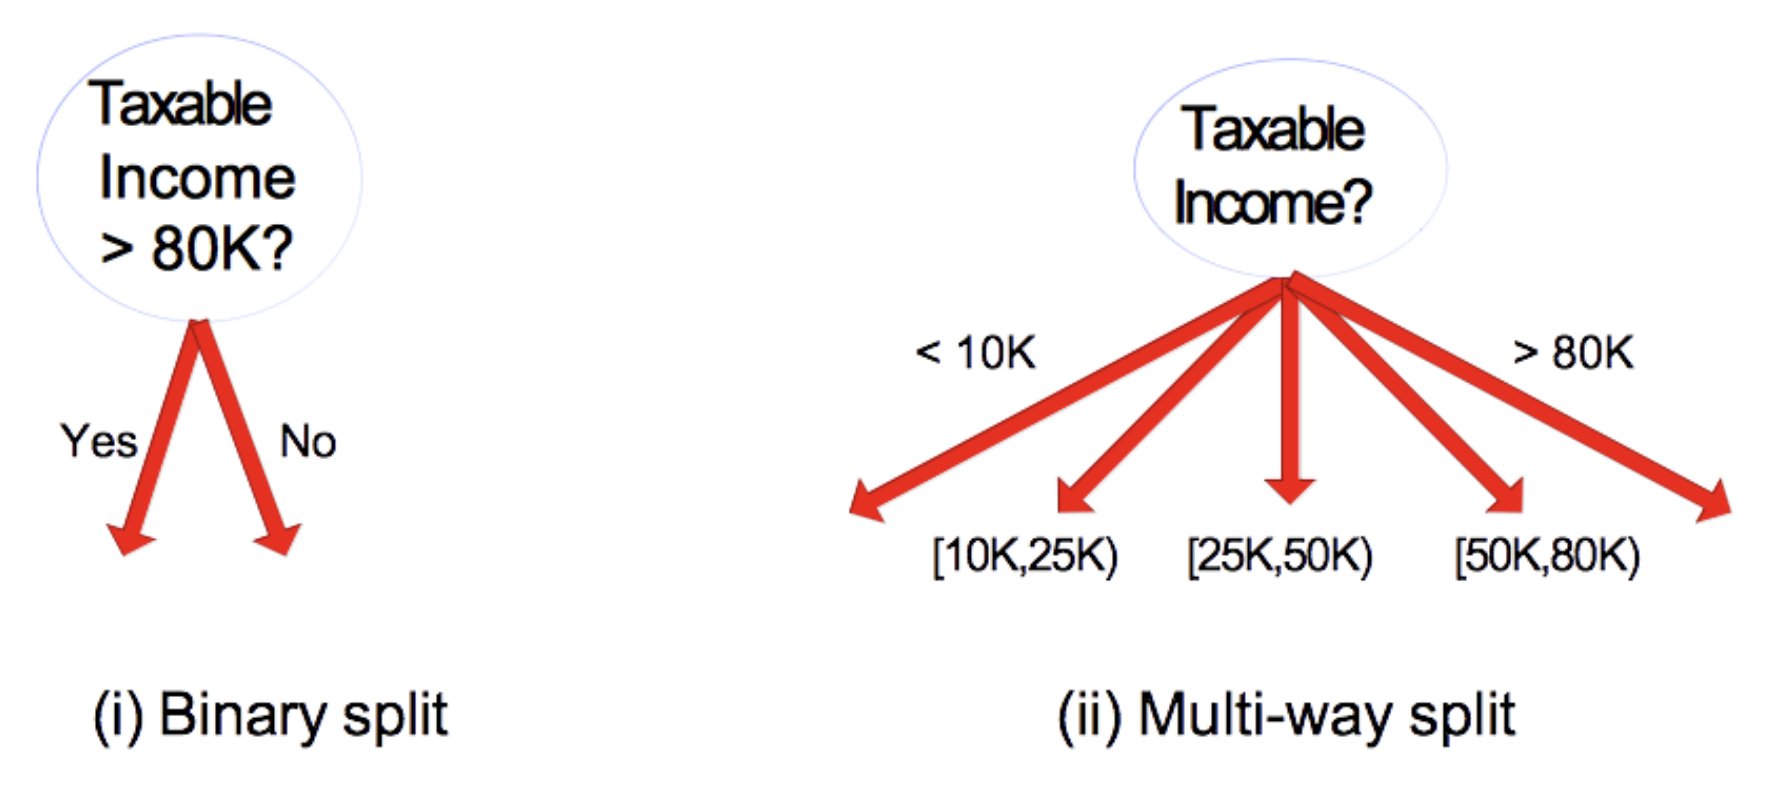 Taxable
Income
> 80K?
Yes
No
(i) Binary split
Taxable
Income?
< 10K
> 80K
[10K,25K)
[25K,50K)
[50K,80K)
(ii) Multi-way split